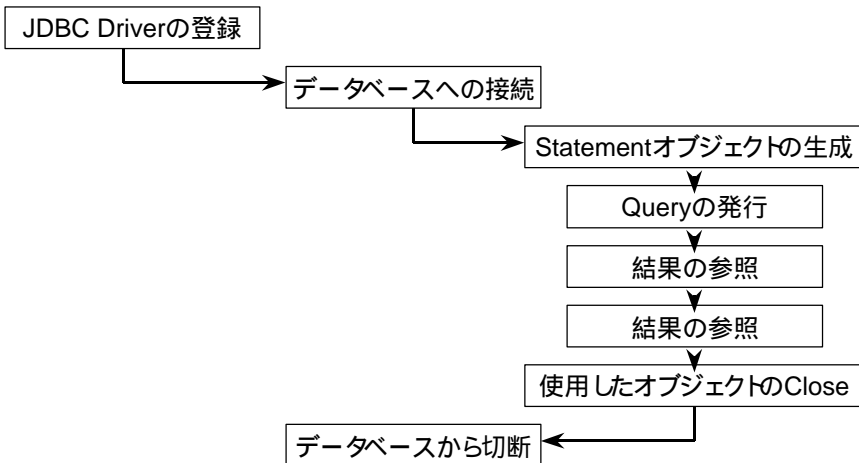 JDBC Driverの登録
データベースへの接続
Statementオブジェクトの生成
Queryの発行
結果の参照
結果の参照
使用したオブジェクトのClose
データベースから切断